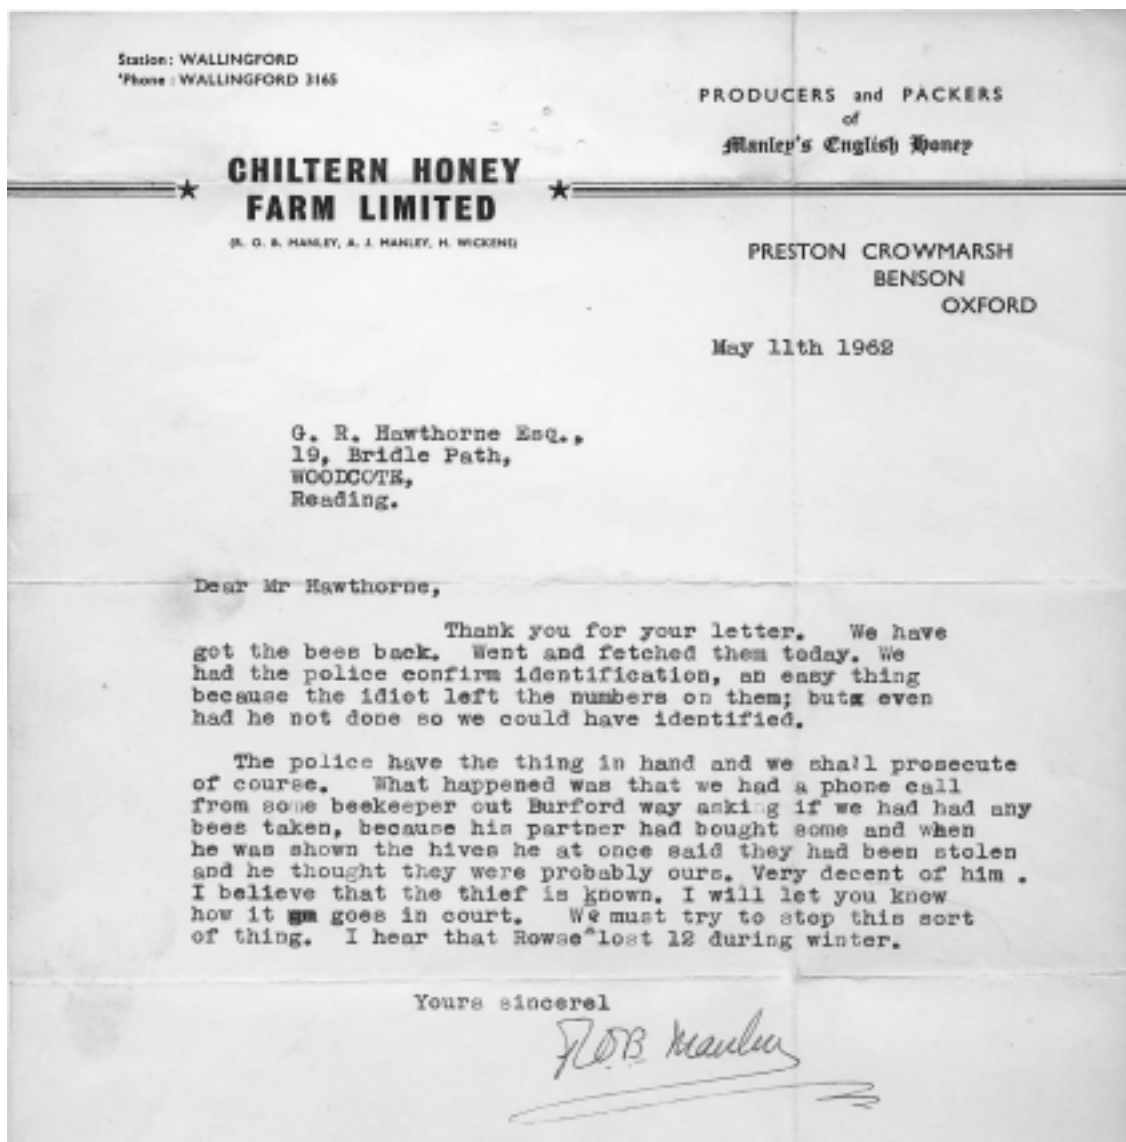 Station: WALLINGFORD
'Phone: WALLINGFORD 3165
PRODUCERS and PACKERS
of
Manley's English Honey
CHILTERN HONEY
FARM LIMITED
(R. O. B. MANLEY, A. J. MANLEY, H. WICKENS)
PRESTON CROWMARSH
BENSON
OXFORD
May 11th 1962
G. R. Hawthorne Esq.,
19, Bridle Path,
WOODCOTE,
Reading.
Dear Mr Hawthorne,
Thank you for your letter. We have
got the bees back. Went and fetched them today. We
had the police confirm identification, an easy thing
because the idiot left the numbers on them; butx even
had he not done so we could have identified.
The police have the thing in hand and we shall prosecute
of course. What happened was that we had a phone call
from some beekeeper out Burford way asking if we had had any
bees taken, because his partner had bought some and when
he was shown the hives he at once said they had been stolen
and he thought they were probably ours. Very decent of him .
I believe that the thief is known. I will let you know
how it goes in court. We must try to stop this sort
of thing. I hear that Rowse lost 12 during winter.
Yours sincerel
R.O.B. Manley